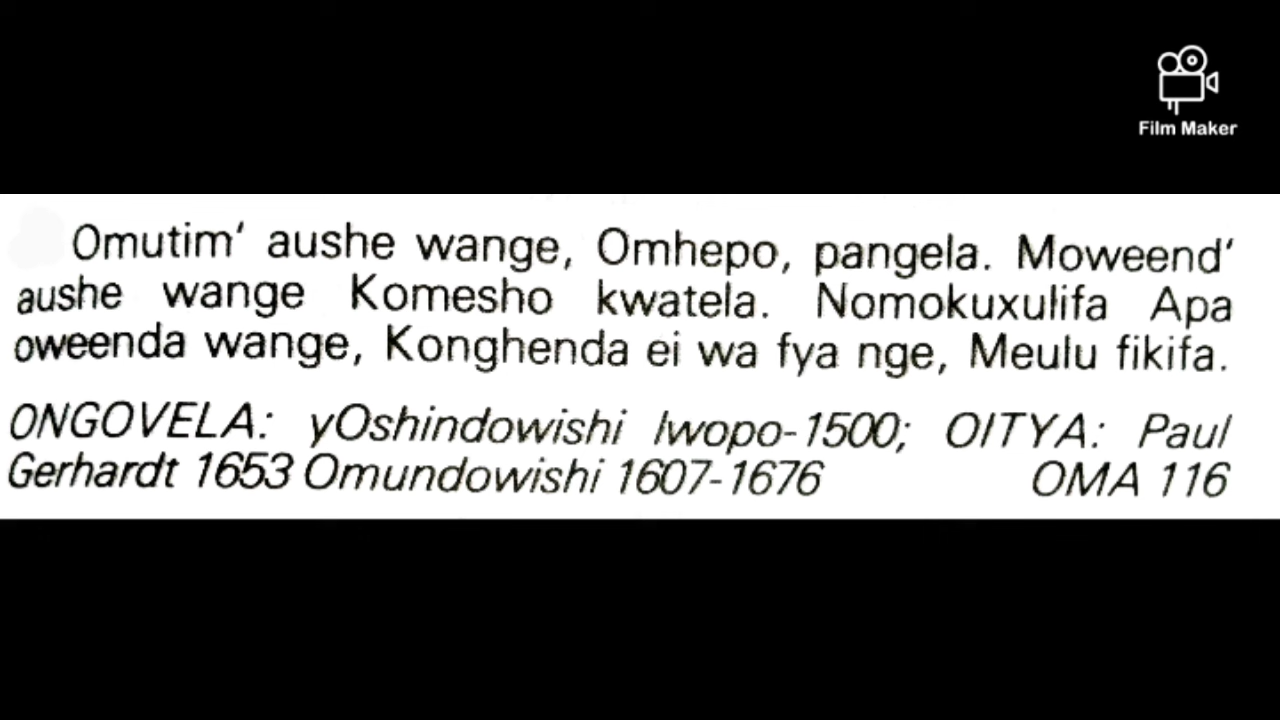 Film Maker
Omutim' aushe wange, Omhepo, pangela. Moweend'
aushe wange Komesho kwatela. Nomokuxulifa Apa
oweenda wange, Konghenda ei wa fya nge, Meulu fikifa.
ONGOVELA: yOshindowishi lwopo-1500; OITYA: Paul
Gerhardt 1653 Omundowishi 1607-1676 OMA 116